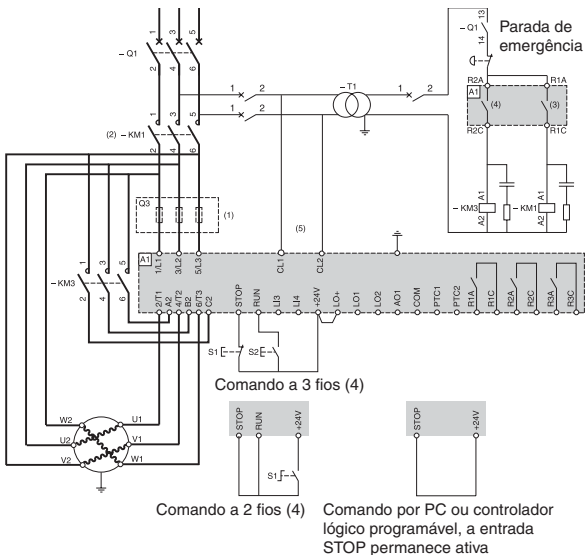 1 3 5
– Q1
2 4 6
13
– Q1
14
Parada de
emergência
1 2
1 2
– T1
1 2
R2A R1A
A1
(4) (3)
R2C R1C
1 3 5
(2) – KM1
2 4 6
Q3
(1)
(5)
A1 A1
– KM3 – KM1
A2 A2
1 3 5
– KM3
2 4 6
A1
1/L1 3/L2 5/L3 CL1 CL2
2/T1 A2 4/T2 B2 6/T3 C2 STOP RUN LI3 LI4 +24V LO+ LO1 LO2 AO1 COM PTC1 PTC2 R1A R1C R2A R2C R3A R3C
S1 S2
Comando a 3 fios (4)
W2 U1
U2 V1
V2 W1
STOP RUN +24V
S1
Comando a 2 fios (4)
STOP +24V
Comando por PC ou controlador
lógico programável, a entrada
STOP permanece ativa